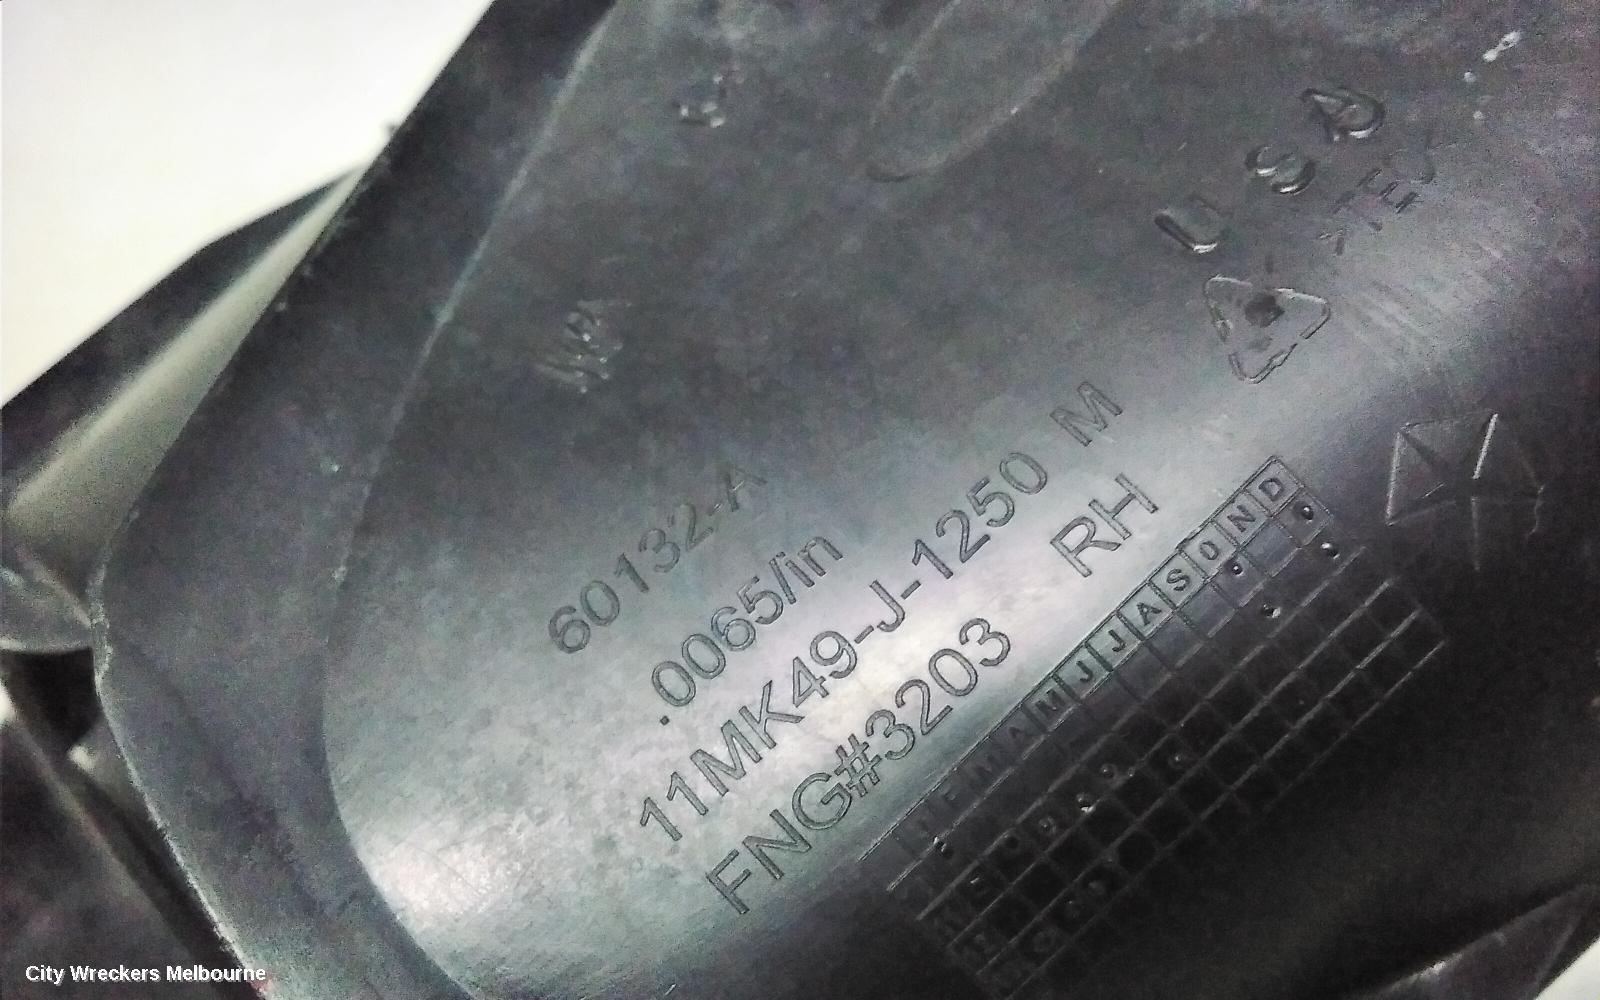 USA
60132-A
.0065/in
11MK49-J-1250 M
FNG#3203 RH
M J J A S O N D
City Wreckers Melbourne